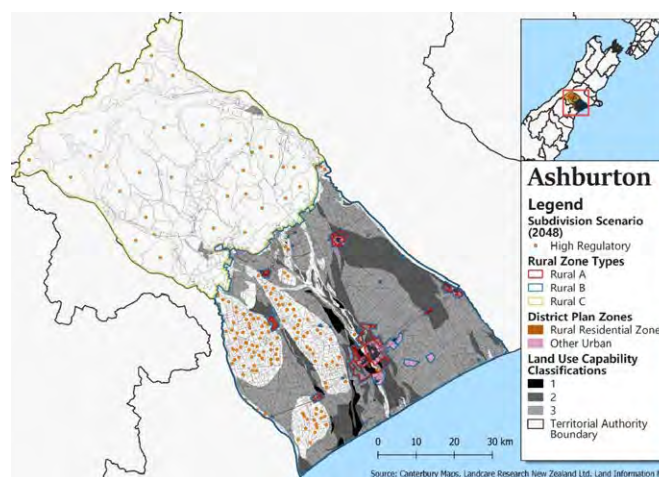 Ashburton
Legend
Subdivision Scenario
(2048)
High Regulatory
Rural Zone Types
Rural A
Rural B
Rural C
District Plan Zones
Rural Residential Zone
Other Urban
Land Use Capability
Classifications
1
2
3
Territorial Authority
Boundary
0 10 20 30 km
Source: Canterbury Maps, Landcare Research New Zealand Ltd, Land Information